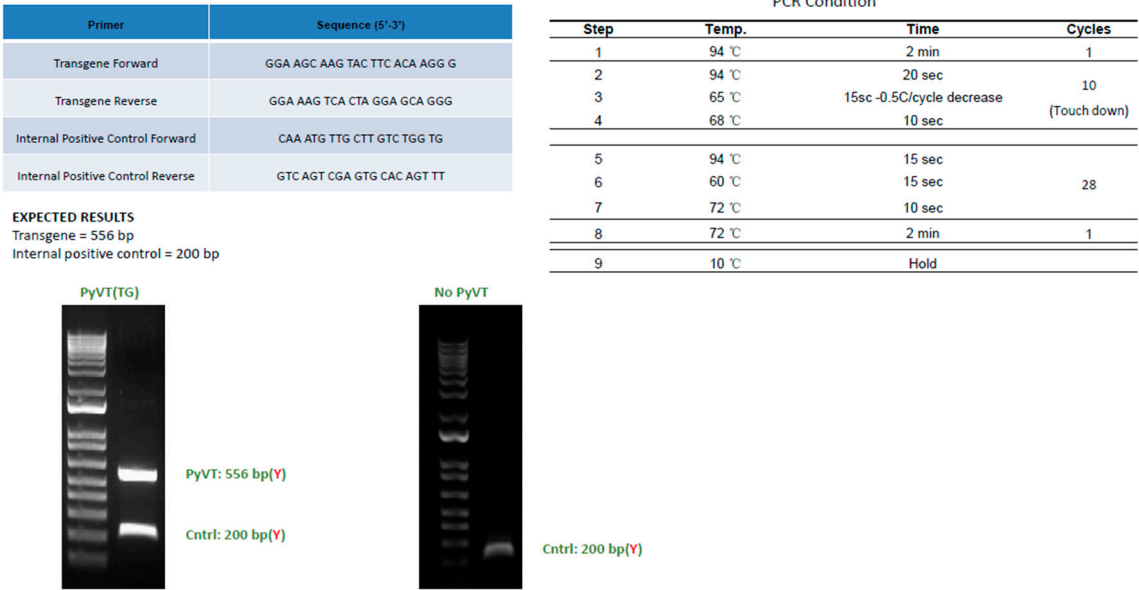 Primer Sequence (5'-3')
Transgene Forward GGA AGC AAG TAC TTC ACA AGG G
Transgene Reverse GGA AAG TCA CTA GGA GCA GGG
Internal Positive Control Forward CAA ATG TTG CTT GTC TGG TG
Internal Positive Control Reverse GTC AGT CGA GTG CAC AGT TT
EXPECTED RESULTS
Transgene = 556 bp
Internal positive control = 200 bp
PCR Condition
Step Temp. Time Cycles
1 94 ℃ 2 min 1
2 94 ℃ 20 sec
3 65 ℃ 15sc -0.5C/cycle decrease
4 68 ℃ 10 sec
10
(Touch down)
5 94 ℃ 15 sec
6 60 ℃ 15 sec 28
7 72 ℃ 10 sec
8 72 ℃ 2 min 1
9 10 ℃ Hold
PyVT(TG)
PyVT: 556 bp(Y)
Cntrl: 200 bp(Y)
No PyVT
Cntrl: 200 bp(Y)